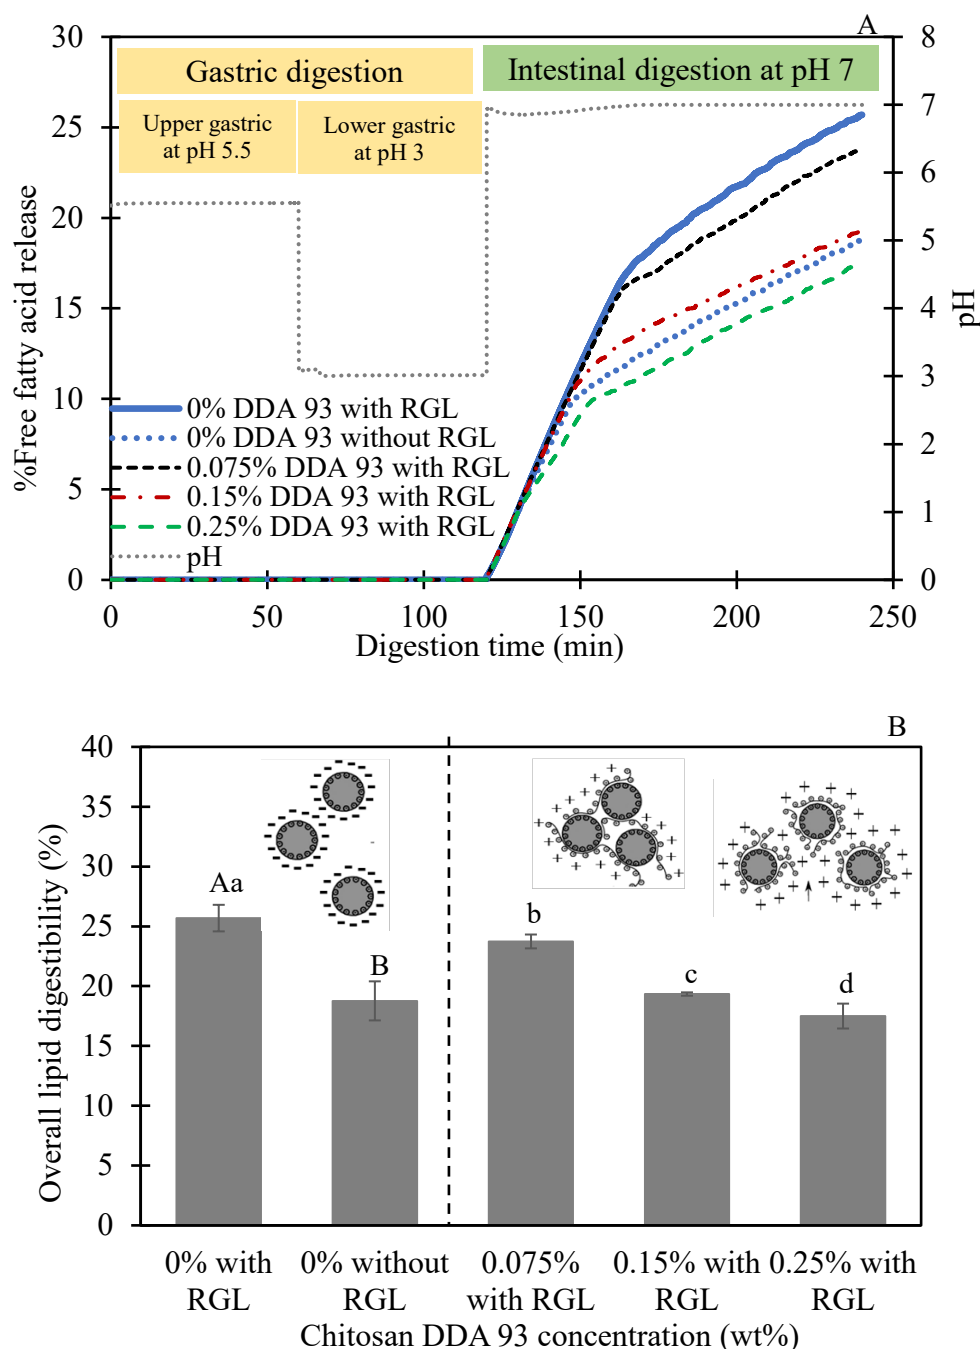 A
30
25
20
15
10
5
0
%Free fatty acid release
8
7
6
5
4
3
2
1
0
pH
Gastric digestion
Intestinal digestion at pH 7
Upper gastric
at pH 5.5
Lower gastric
at pH 3
0% DDA 93 with RGL
0% DDA 93 without RGL
0.075% DDA 93 with RGL
0.15% DDA 93 with RGL
0.25% DDA 93 with RGL
pH
0 50 100 150 200 250
Digestion time (min)
B
40
35
30
25
20
15
10
5
0
Overall lipid digestibility (%)
Aa
B
b
c
d
0% with
RGL
0% without
RGL
0.075%
with RGL
0.15% with
RGL
0.25% with
RGL
Chitosan DDA 93 concentration (wt%)